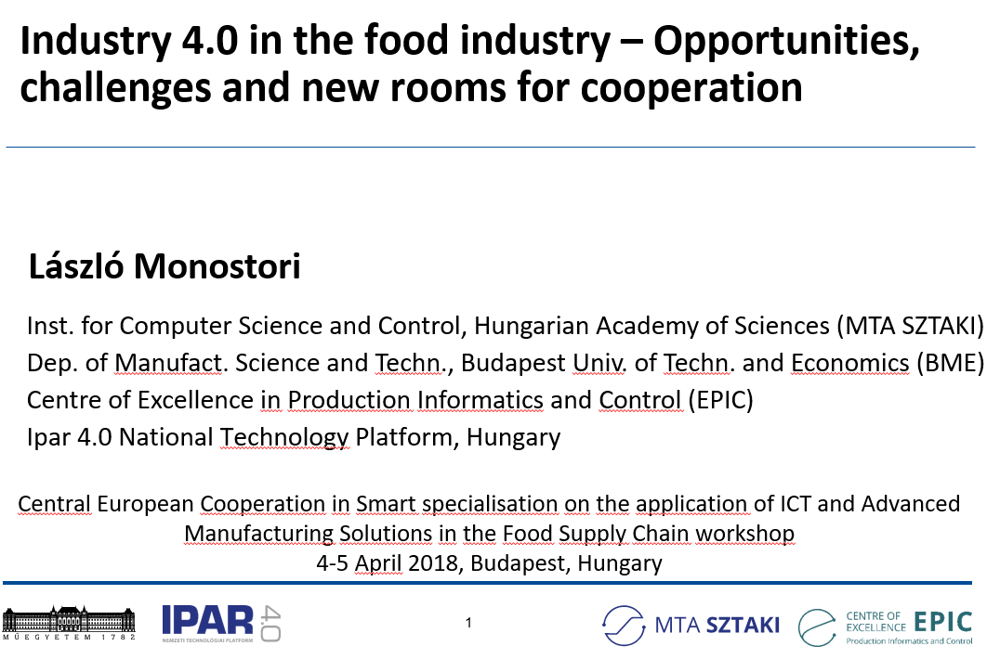 Industry 4.0 in the food industry – Opportunities,
challenges and new rooms for cooperation
László Monostori
Inst. for Computer Science and Control, Hungarian Academy of Sciences (MTA SZTAKI)
Dep. of Manufact. Science and Techn., Budapest Univ. of Techn. and Economics (BME)
Centre of Excellence in Production Informatics and Control (EPIC)
Ipar 4.0 National Technology Platform, Hungary
Central European Cooperation in Smart specialisation on the application of ICT and Advanced
Manufacturing Solutions in the Food Supply Chain workshop
4-5 April 2018, Budapest, Hungary
MŰEGYETEM 1782
IPAR 4.0
NEMZETI TECHNOLÓGIAI PLATFORM
1
MTA SZTAKI
CENTRE OF
EXCELLENCE EPIC
Production Informatics and Control